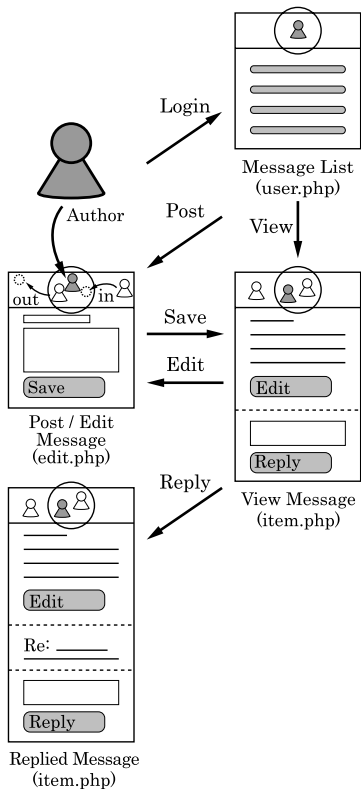 Login
Message List
(user.php)
Author
Post
View
out
in
Save
Save
Edit
Post / Edit
Message
(edit.php)
Edit
Reply
View Message
(item.php)
Reply
Edit
Re:
Reply
Replied Message
(item.php)